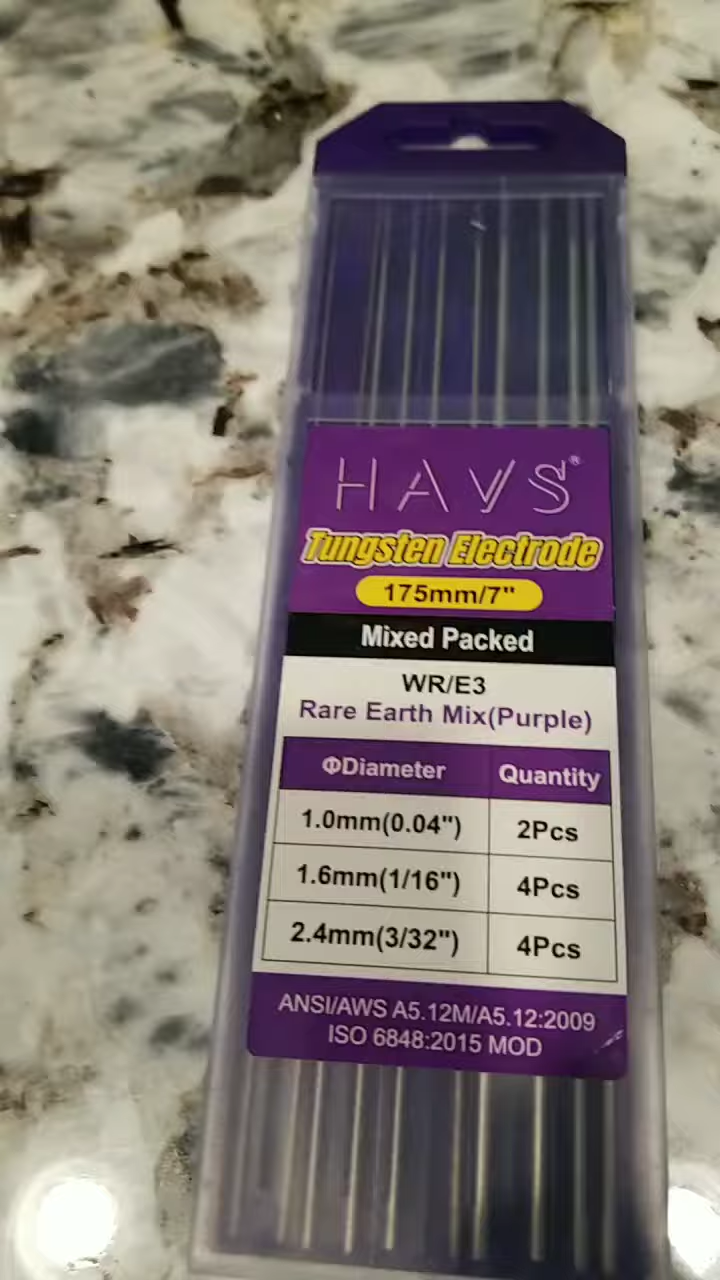 HAVS®
Tungsten Electrode
175mm/7"
Mixed Packed
WR/E3
Rare Earth Mix(Purple)
ΦDiameter Quantity
1.0mm(0.04") 2Pcs
1.6mm(1/16") 4Pcs
2.4mm(3/32") 4Pcs
ANSI/AWS A5.12M/A5.12:2009
ISO 6848:2015 MOD